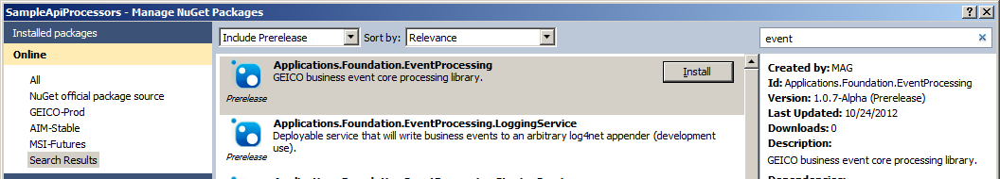 SampleApiProcessors - Manage NuGet Packages
Installed packages
Online
All
NuGet official package source
GEICO-Prod
AIM-Stable
MSI-Futures
Search Results
Include Prerelease
Sort by:
Relevance
Applications.Foundation.EventProcessing
GEICO business event core processing library.
Prerelease
Install
Applications.Foundation.EventProcessing.LoggingService
Deployable service that will write business events to an arbitrary log4net appender (development
use).
Prerelease
event
Created by: MAG
Id: Applications.Foundation.EventProcessing
Version: 1.0.7-Alpha (Prerelease)
Last Updated: 10/24/2012
Downloads: 0
Description:
GEICO business event core processing library.